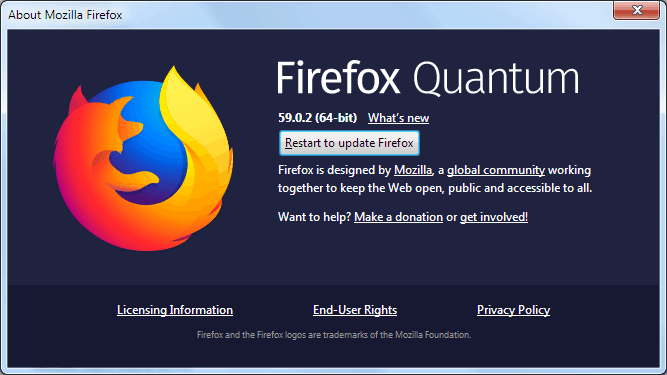 About Mozilla Firefox
Firefox Quantum
59.0.2 (64-bit) What's new
Restart to update Firefox
Firefox is designed by Mozilla, a global community working
together to keep the Web open, public and accessible to all.
Want to help? Make a donation or get involved!
Licensing Information End-User Rights Privacy Policy
Firefox and the Firefox logos are trademarks of the Mozilla Foundation.